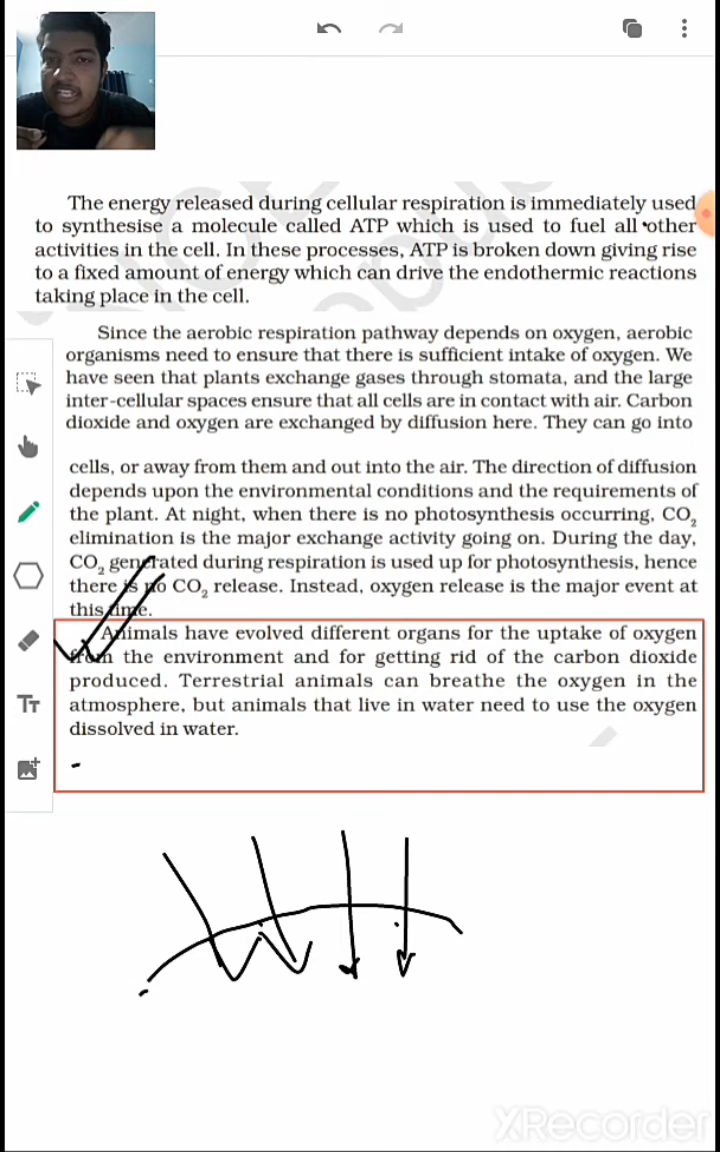 The energy released during cellular respiration is immediately used
to synthesise a molecule called ATP which is used to fuel all other
activities in the cell. In these processes, ATP is broken down giving rise
to a fixed amount of energy which can drive the endothermic reactions
taking place in the cell.
Since the aerobic respiration pathway depends on oxygen, aerobic
organisms need to ensure that there is sufficient intake of oxygen. We
have seen that plants exchange gases through stomata, and the large
inter-cellular spaces ensure that all cells are in contact with air. Carbon
dioxide and oxygen are exchanged by diffusion here. They can go into
cells, or away from them and out into the air. The direction of diffusion
depends upon the environmental conditions and the requirements of
the plant. At night, when there is no photosynthesis occurring, CO₂
elimination is the major exchange activity going on. During the day,
CO₂ generated during respiration is used up for photosynthesis, hence
there is no CO₂ release. Instead, oxygen release is the major event at
this time.
Animals have evolved different organs for the uptake of oxygen
from the environment and for getting rid of the carbon dioxide
produced. Terrestrial animals can breathe the oxygen in the
atmosphere, but animals that live in water need to use the oxygen
dissolved in water.
TT
XRecorder